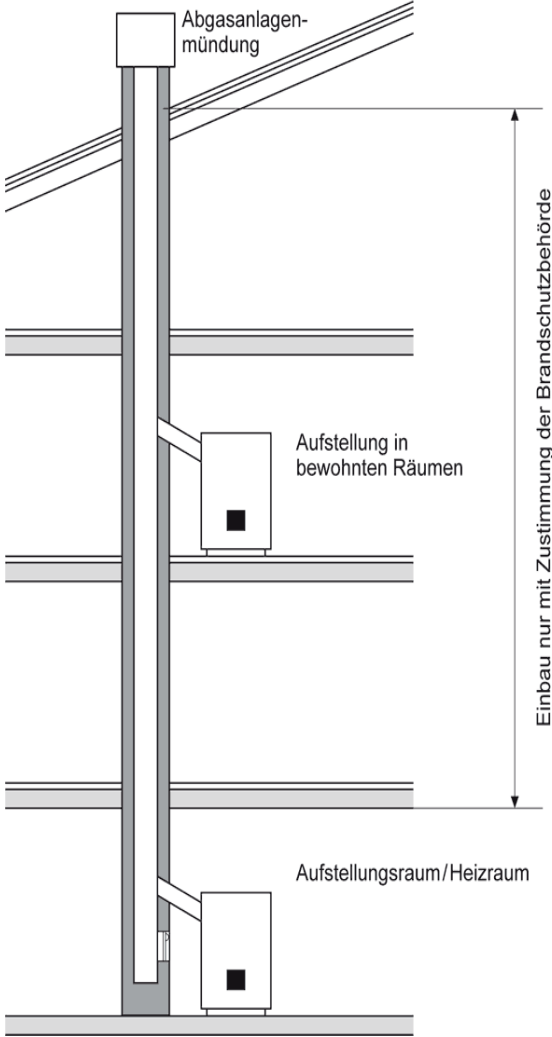 Abgasanlagen-
mündung
Aufstellung in
bewohnten Räumen
Einbau nur mit Zustimmung der Brandschutzbehörde
Aufstellungsraum/Heizraum